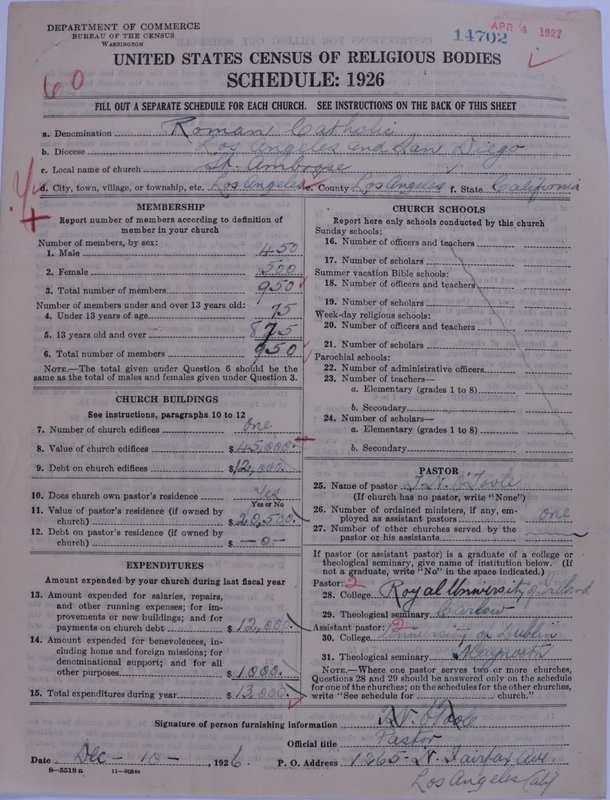 DEPARTMENT OF COMMERCE
BUREAU OF THE CENSUS
WASHINGTON
14702
APR 4 1927
UNITED STATES CENSUS OF RELIGIOUS BODIES
SCHEDULE: 1926
60
FILL OUT A SEPARATE SCHEDULE FOR EACH CHURCH. SEE INSTRUCTIONS ON THE BACK OF THIS SHEET
a. Denomination Roman Catholic
b. Diocese Los Angeles and San Diego
c. Local name of church St. Ambrose
d. City, town, village, or township, etc. Los Angeles e. County Los Angeles f. State California
MEMBERSHIP
Report number of members according to definition of
member in your church
Number of members, by sex:
1. Male 450
2. Female 500
3. Total number of members 950
Number of members under and over 13 years old:
4. Under 13 years of age 75
5. 13 years old and over 875
6. Total number of members 950
NOTE.—The total given under Question 6 should be
same as the total of males and females given under Question 3.
CHURCH BUILDINGS
See instructions, paragraphs 10 to 12
7. Number of church edifices One
8. Value of church edifices $45,000.
9. Debt on church edifices $12,000.
10. Does church own pastor's residence Yes
Yes or No
11. Value of pastor's residence (if owned by
church) $20,500.
12. Debt on pastor's residence (if owned by
church) $ —0—
EXPENDITURES
Amount expended by your church during last fiscal year
13. Amount expended for salaries, repairs,
and other running expenses; for im-
provements or new buildings; and for
payments on church debt $12,000.
14. Amount expended for benevolences, in-
cluding home and foreign missions; for
denominational support; and for all
other purposes $1000.
15. Total expenditures during year $13,000.
CHURCH SCHOOLS
Report here only schools conducted by this church
Sunday schools:
16. Number of officers and teachers
17. Number of scholars
Summer vacation Bible schools:
18. Number of officers and teachers
19. Number of scholars
Week-day religious schools:
20. Number of officers and teachers
21. Number of scholars
Parochial schools:
22. Number of administrative officers
23. Number of teachers—
a. Elementary (grades 1 to 8)
b. Secondary
24. Number of scholars—
a. Elementary (grades 1 to 8)
b. Secondary
PASTOR
25. Name of pastor T. N. O'Toole
(If church has no pastor, write "None")
26. Number of ordained ministers, if any, em-
ployed as assistant pastors one
27. Number of other churches served by the
pastor or his assistants
If pastor (or assistant pastor) is a graduate of a college or
theological seminary, give name of institution below. (If
not a graduate, write "No" in the space indicated.)
Pastor: 2
28. College Royal University of Ireland
29. Theological seminary Carlow
Assistant pastor: 2
30. College University of Dublin
31. Theological seminary Maynooth
NOTE.—Where one pastor serves two or more churches,
Questions 28 and 29 should be answered only on the schedule
for one of the churches; on the schedules for the other churches,
write "See schedule for church."
Signature of person furnishing information T. N. O'Toole
Official title Pastor
Date Dec - 10 -, 1926. P. O. Address 1265 - N. Fairfax Ave
Los Angeles (Cal)
8—5518 a